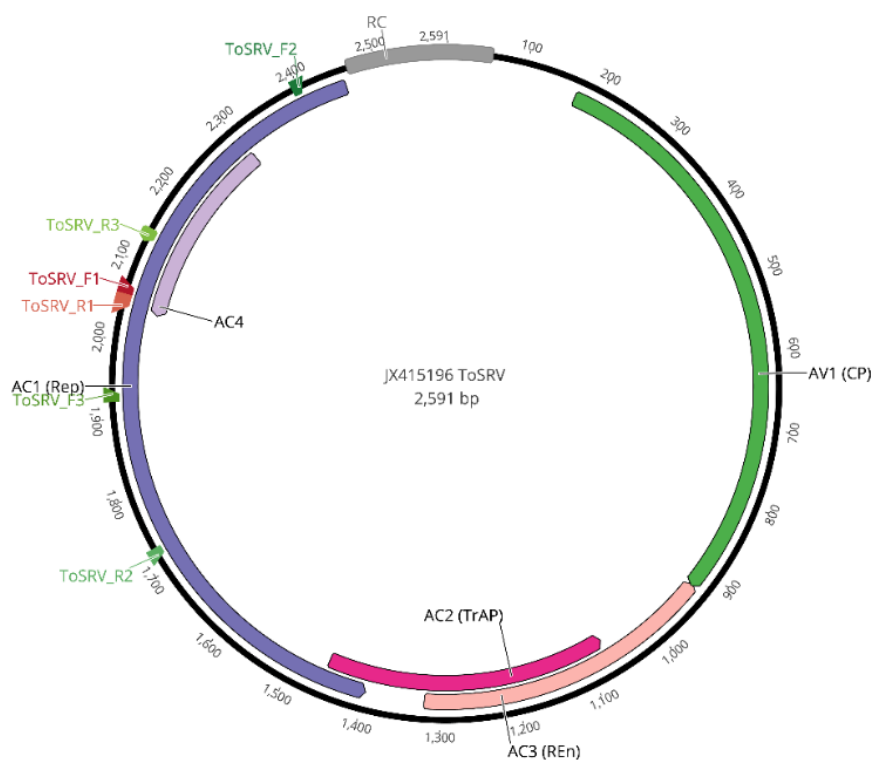 RC
2,500
2,591
100
ToSRV_F2
2,400
200
2,300
300
2,200
400
ToSRV_R3
2,100
500
ToSRV_F1
ToSRV_R1
AC4
2,000
600
JX415196 ToSRV
2,591 bp
AV1 (CP)
AC1 (Rep)
ToSRV_F3
1,900
700
1,800
800
ToSRV_R2
1,700
900
AC2 (TrAP)
1,600
1,000
1,500
1,100
1,400
1,200
1,300
AC3 (REn)